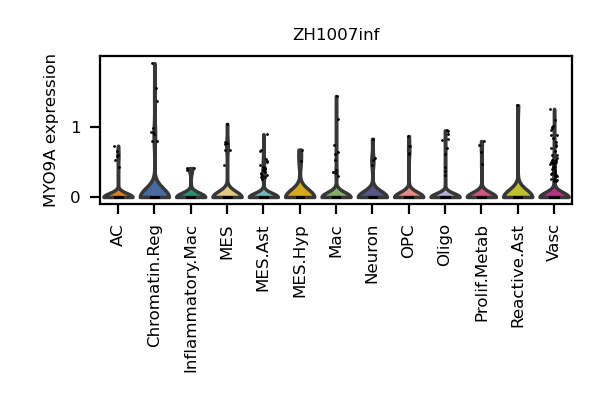 ZH1007inf
MYO9A expression
1
0
AC
Chromatin.Reg
Inflammatory.Mac
MES
MES.Ast
MES.Hyp
Mac
Neuron
OPC
Oligo
Prolif.Metab
Reactive.Ast
Vasc